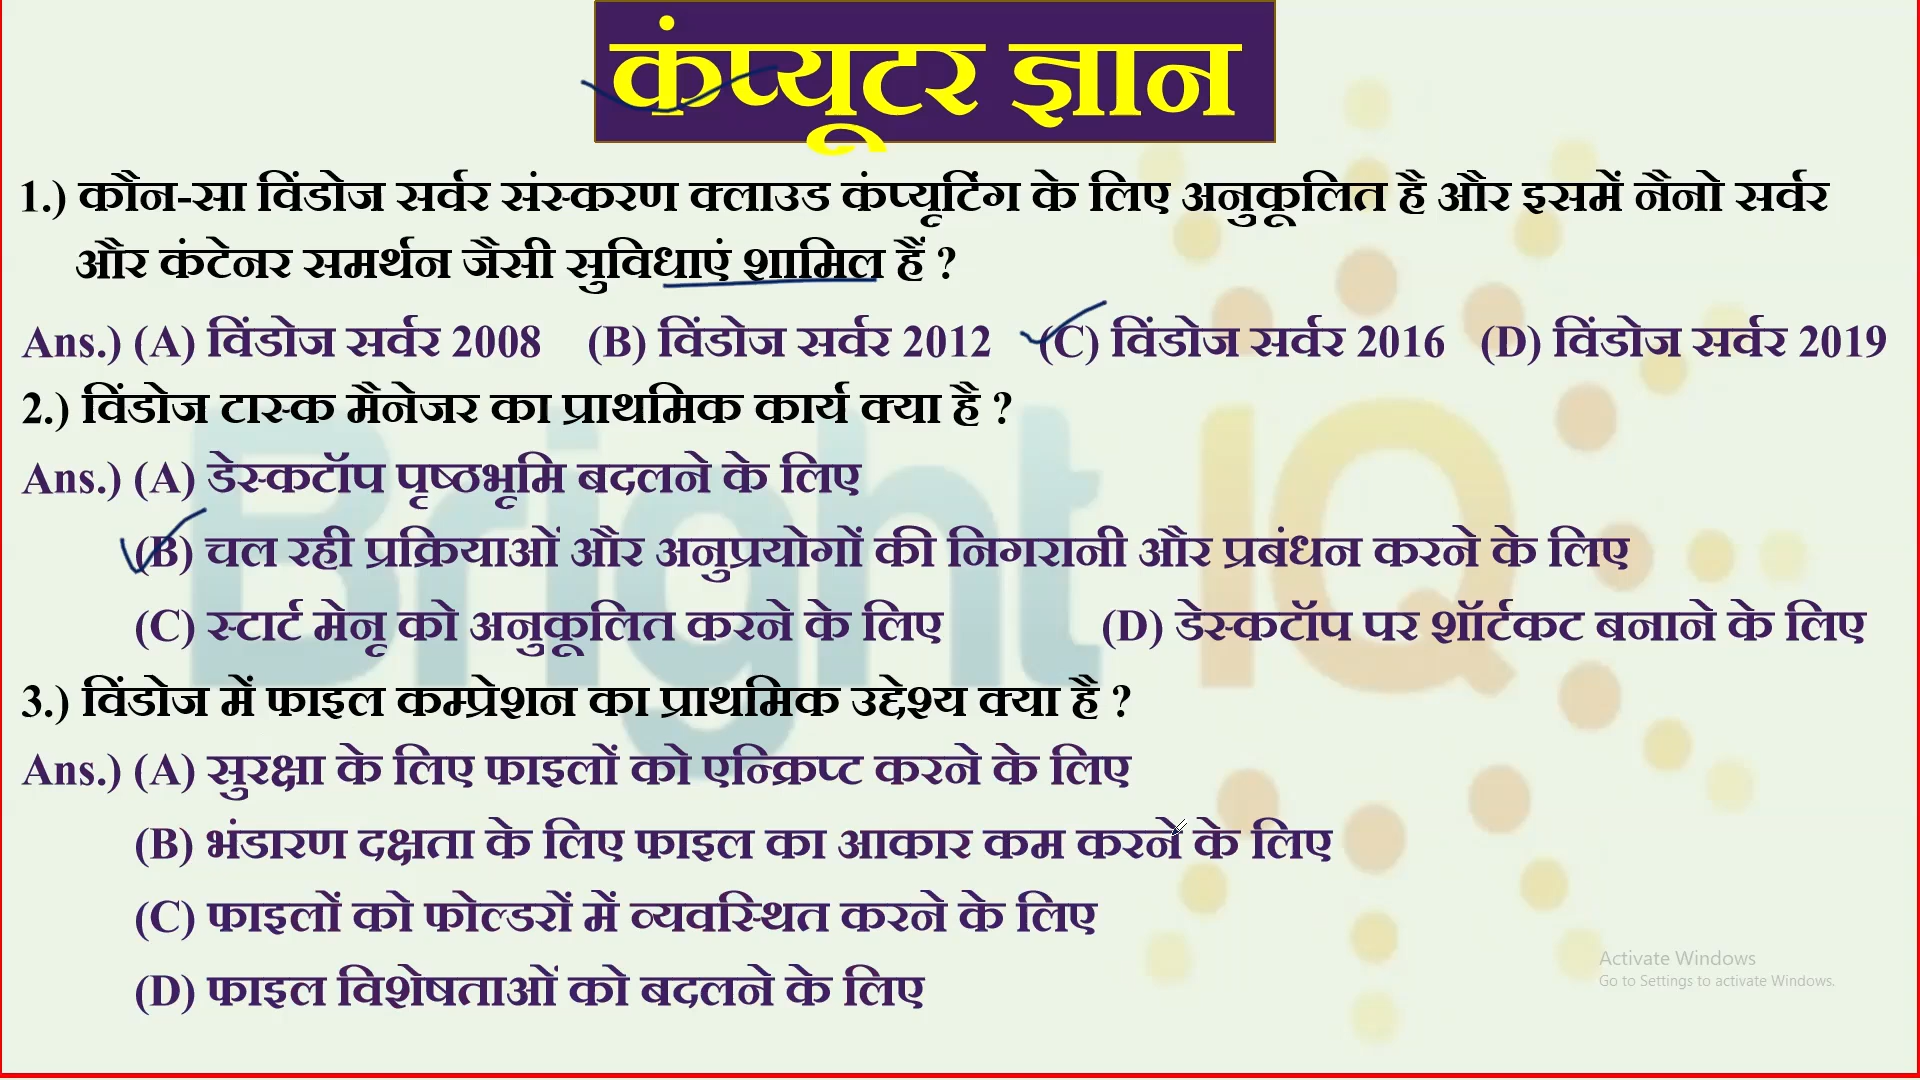 कंप्यूटर ज्ञान
1.) कौन-सा विंडोज सर्वर संस्करण क्लाउड कंप्यूटिंग के लिए अनुकूलित है और इसमें नैनो सर्वर
और कंटेनर समर्थन जैसी सुविधाएं शामिल हैं ?
Ans.) (A) विंडोज सर्वर 2008 (B) विंडोज सर्वर 2012 (C) विंडोज सर्वर 2016 (D) विंडोज सर्वर 2019
2.) विंडोज टास्क मैनेजर का प्राथमिक कार्य क्या है ?
Ans.) (A) डेस्कटॉप पृष्ठभूमि बदलने के लिए
(B) चल रही प्रक्रियाओं और अनुप्रयोगों की निगरानी और प्रबंधन करने के लिए
(C) स्टार्ट मेनू को अनुकूलित करने के लिए (D) डेस्कटॉप पर शॉर्टकट बनाने के लिए
3.) विंडोज में फाइल कम्प्रेशन का प्राथमिक उद्देश्य क्या है ?
Ans.) (A) सुरक्षा के लिए फाइलों को एन्क्रिप्ट करने के लिए
(B) भंडारण दक्षता के लिए फाइल का आकार कम करने के लिए
(C) फाइलों को फोल्डरों में व्यवस्थित करने के लिए
(D) फाइल विशेषताओं को बदलने के लिए
Bright IQ
Activate Windows
Go to Settings to activate Windows.